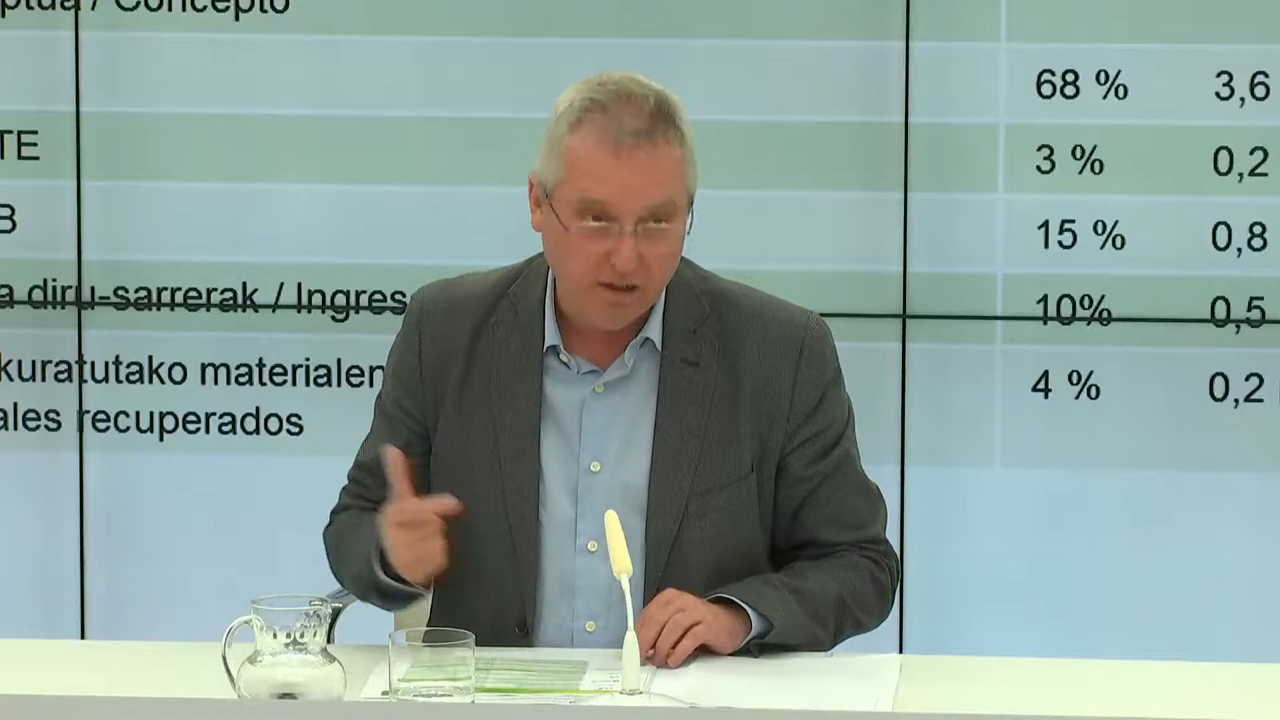 ptua / Concepto
68 % 3,6
TE 3 % 0,2
B 15 % 0,8
a diru-sarrerak / Ingres 10% 0,5
kuratutako materialen 4 % 0,2
ales recuperados